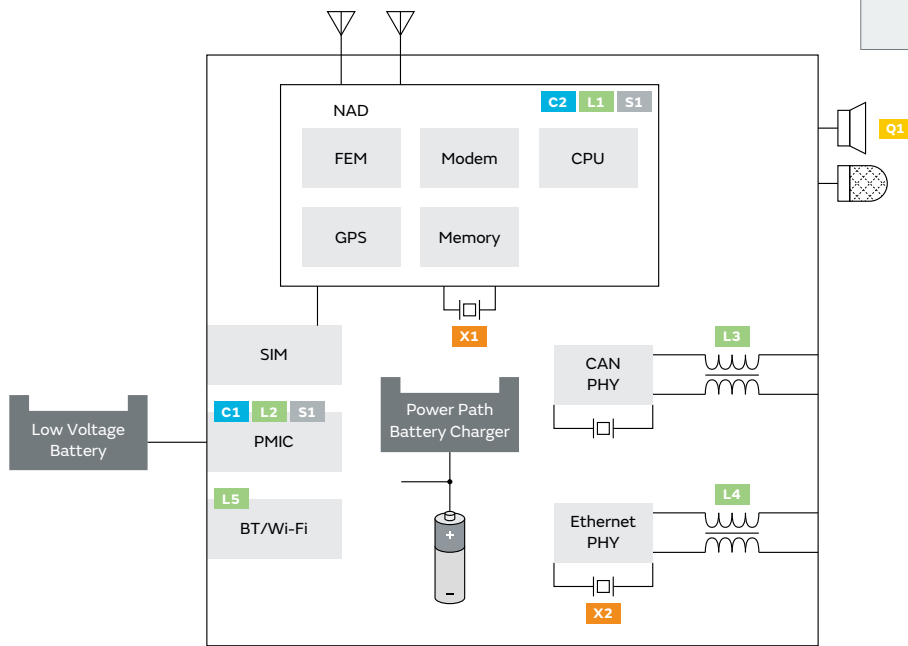 C2 L1 S1
NAD
Q1
FEM
Modem
CPU
GPS
Memory
X1
SIM
L3
CAN
PHY
C1 L2 S1
Low Voltage
Battery
PMIC
Power Path
Battery Charger
L5
BT/Wi-Fi
L4
Ethernet
PHY
+
-
X2